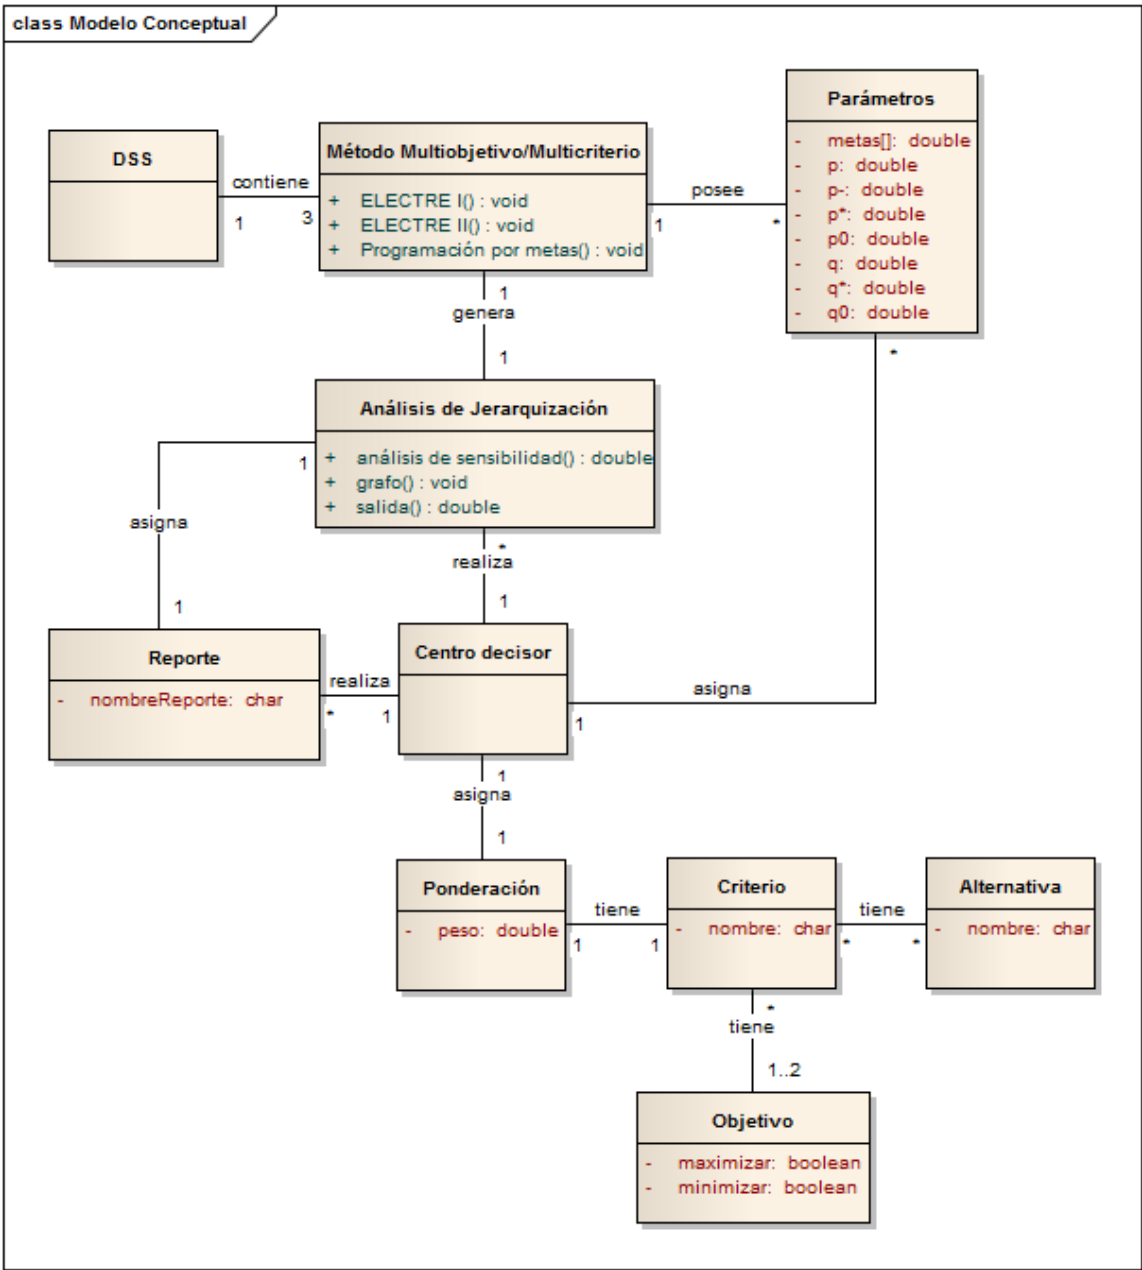 class Modelo Conceptual
DSS
contiene
1
3
Método Multiobjetivo/Multicriterio
+ ELECTRE I() : void
+ ELECTRE II() : void
+ Programación por metas() : void
posee
1
*
Parámetros
- metas[]: double
- p: double
- p-: double
- p*: double
- p0: double
- q: double
- q*: double
- q0: double
1
genera
1
Análisis de Jerarquización
+ análisis de sensibilidad() : double
+ grafo() : void
+ salida() : double
1
asigna
1
*
realiza
1
Reporte
- nombreReporte: char
realiza
*
1
Centro decisor
*
asigna
1
1
asigna
1
Ponderación
- peso: double
tiene
1
1
Criterio
- nombre: char
tiene
*
*
Alternativa
- nombre: char
*
tiene
1..2
Objetivo
- maximizar: boolean
- minimizar: boolean